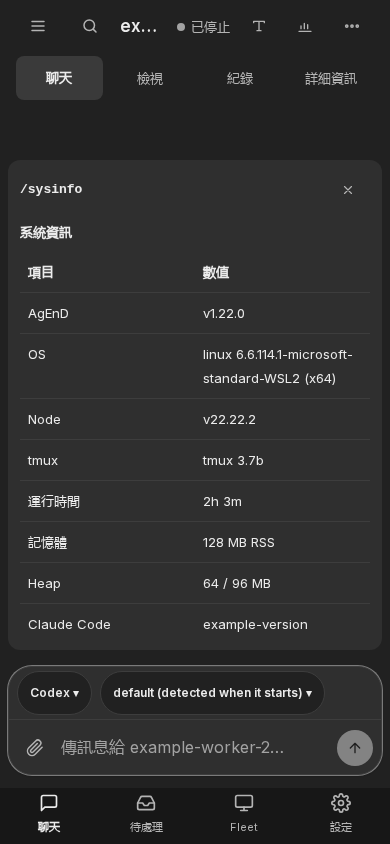 ex...
已停止
聊天
檢視
紀錄
詳細資訊
/sysinfo
系統資訊
項目 數值
AgEnD v1.22.0
OS linux 6.6.114.1-microsoft-
standard-WSL2 (x64)
Node v22.22.2
tmux tmux 3.7b
運行時間 2h 3m
記憶體 128 MB RSS
Heap 64 / 96 MB
Claude Code example-version
Codex ▾ default (detected when it starts) ▾
傳訊息給 example-worker-2...
聊天 待處理 Fleet 設定